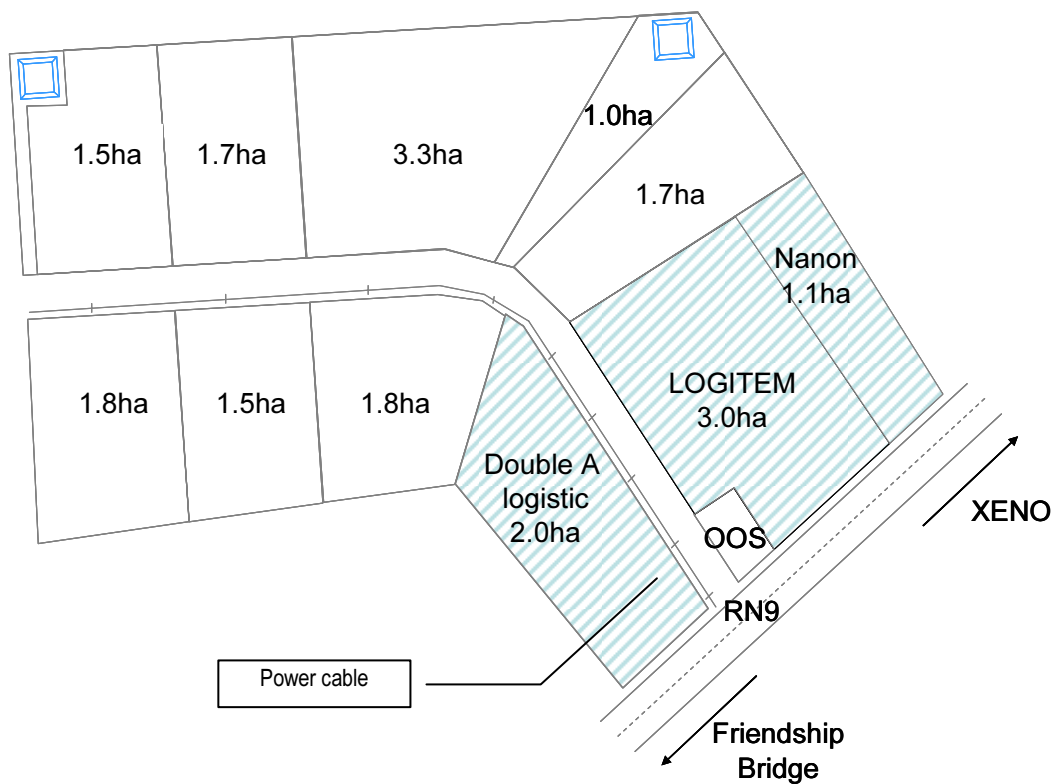 1.0ha
1.5ha
1.7ha
3.3ha
1.7ha
Nanon
1.1ha
LOGITEM
3.0ha
1.8ha
1.5ha
1.8ha
Double A
logistic
2.0ha
OOS
XENO
RN9
Power cable
Friendship
Bridge